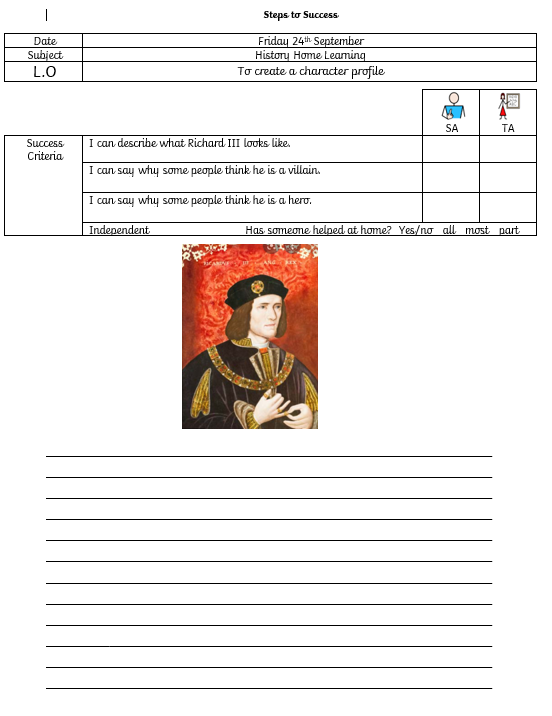 Steps to Success
Date Friday 24th September
Subject History Home Learning
L.O To create a character profile
SA TA
Success Criteria
I can describe what Richard III looks like.
I can say why some people think he is a villain.
I can say why some people think he is a hero.
Independent Has someone helped at home? Yes/no all most part